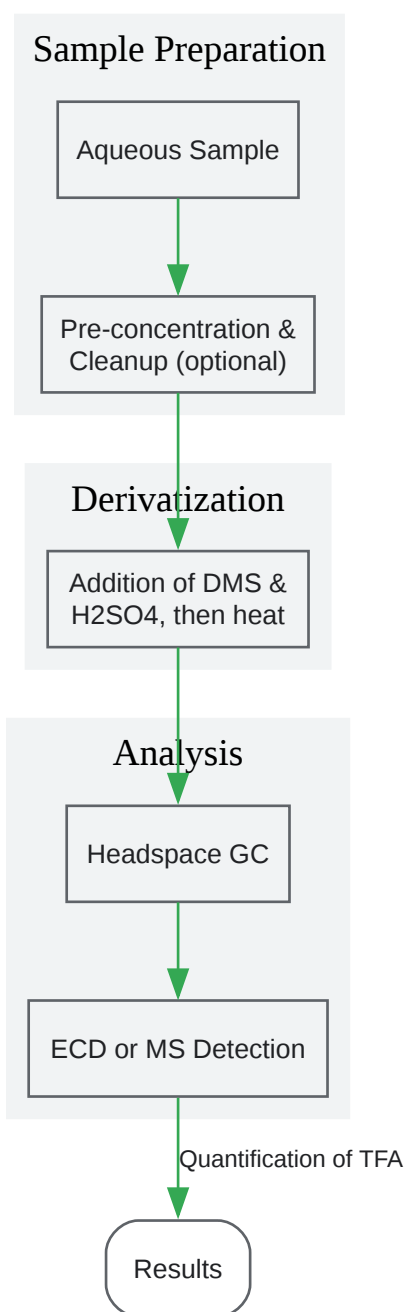 Sample Preparation
Aqueous Sample
Pre-concentration &
Cleanup (optional)
Derivatization
Addition of DMS &
H2SO4, then heat
Analysis
Headspace GC
ECD or MS Detection
Quantification of TFA
Results